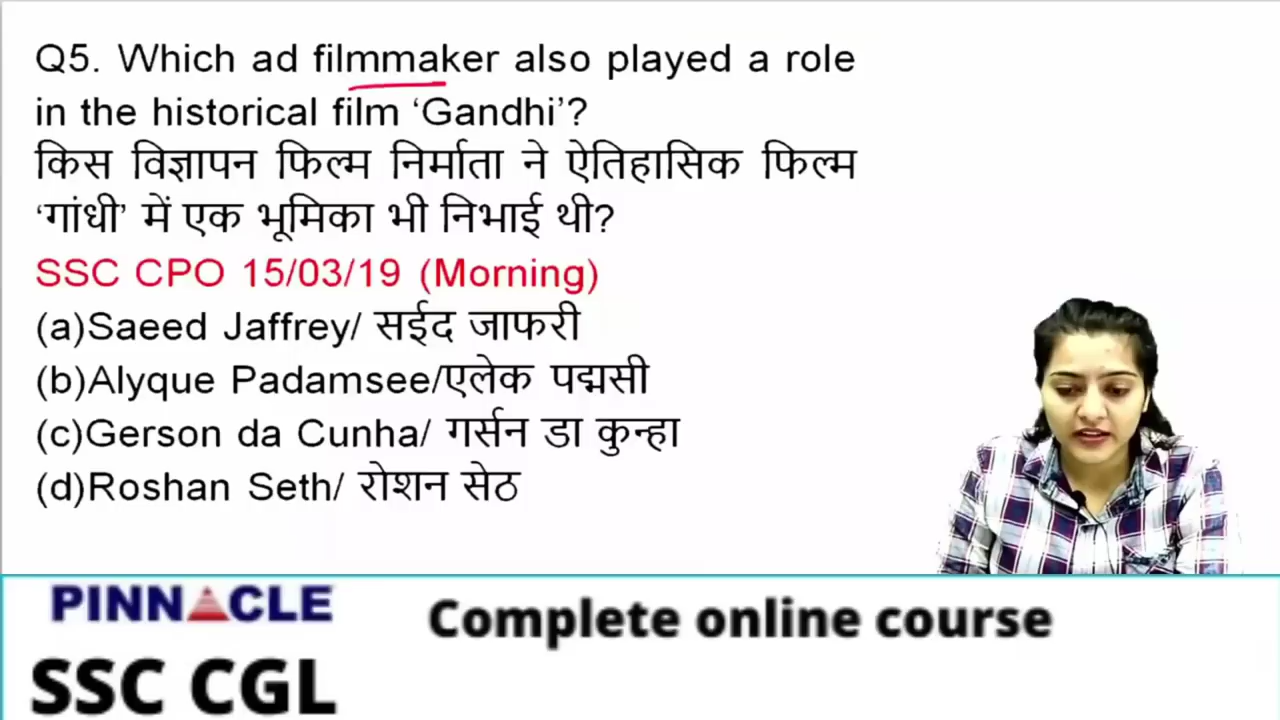 Q5. Which ad filmmaker also played a role
in the historical film ‘Gandhi’?
किस विज्ञापन फिल्म निर्माता ने ऐतिहासिक फिल्म
‘गांधी’ में एक भूमिका भी निभाई थी?
SSC CPO 15/03/19 (Morning)
(a)Saeed Jaffrey/ सईद जाफरी
(b)Alyque Padamsee/एलेक पद्मसी
(c)Gerson da Cunha/ गर्सन डा कुन्हा
(d)Roshan Seth/ रोशन सेठ
PINNACLE
Complete online course
SSC CGL